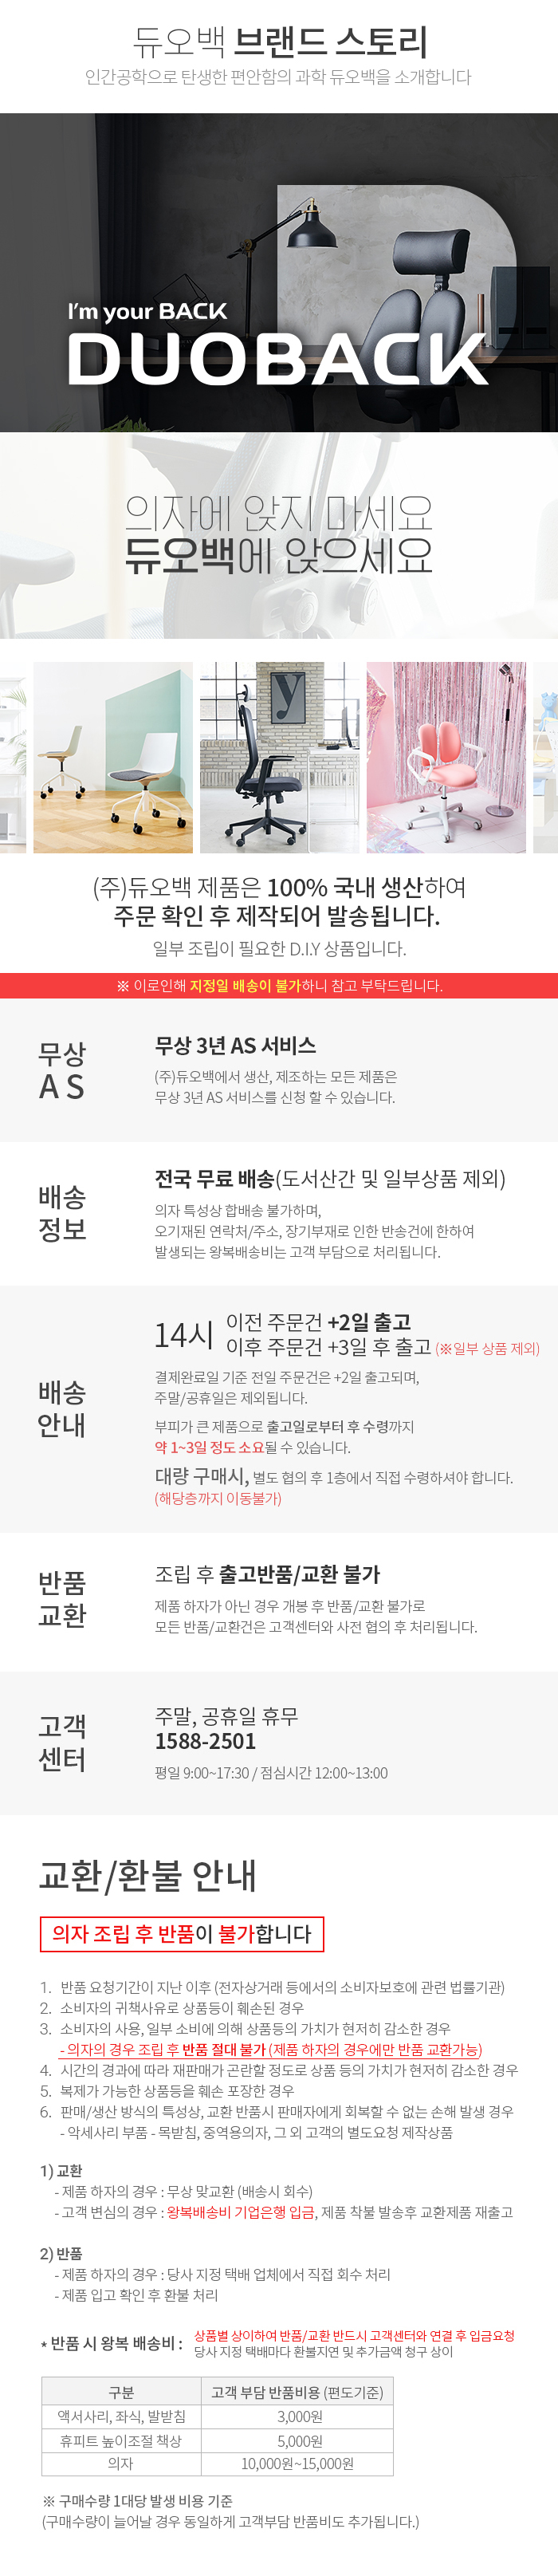 듀오백 브랜드 스토리
인간공학으로 탄생한 편안함의 과학 듀오백을 소개합니다
I'm your BACK
DUOBACK
의자에 앉지 마세요
듀오백에 앉으세요
y
(주)듀오백 제품은 100% 국내 생산하여
주문 확인 후 제작되어 발송됩니다.
일부 조립이 필요한 D.I.Y 상품입니다.
※ 이로인해 지정일 배송이 불가하니 참고 부탁드립니다.
무상
A S
무상 3년 AS 서비스
(주)듀오백에서 생산, 제조하는 모든 제품은
무상 3년 AS 서비스를 신청 할 수 있습니다.
배송
정보
전국 무료 배송(도서산간 및 일부상품 제외)
의자 특성상 합배송 불가하며,
오기재된 연락처/주소, 장기부재로 인한 반송건에 한하여
발생되는 왕복배송비는 고객 부담으로 처리됩니다.
배송
안내
14시
이전 주문건 +2일 출고
이후 주문건 +3일 후 출고 (※일부 상품 제외)
결제완료일 기준 전일 주문건은 +2일 출고되며,
주말/공휴일은 제외됩니다.
부피가 큰 제품으로 출고일로부터 후 수령까지
약 1~3일 정도 소요될 수 있습니다.
대량 구매시, 별도 협의 후 1층에서 직접 수령하셔야 합니다.
(해당층까지 이동불가)
반품
교환
조립 후 출고반품/교환 불가
제품 하자가 아닌 경우 개봉 후 반품/교환 불가로
모든 반품/교환건은 고객센터와 사전 협의 후 처리됩니다.
고객
센터
주말, 공휴일 휴무
1588-2501
평일 9:00~17:30 / 점심시간 12:00~13:00
교환/환불 안내
의자 조립 후 반품이 불가합니다
1. 반품 요청기간이 지난 이후 (전자상거래 등에서의 소비자보호에 관련 법률기관)
2. 소비자의 귀책사유로 상품등이 훼손된 경우
3. 소비자의 사용, 일부 소비에 의해 상품등의 가치가 현저히 감소한 경우
- 의자의 경우 조립 후 반품 절대 불가 (제품 하자의 경우에만 반품 교환가능)
4. 시간의 경과에 따라 재판매가 곤란할 정도로 상품 등의 가치가 현저히 감소한 경우
5. 복제가 가능한 상품등을 훼손 포장한 경우
6. 판매/생산 방식의 특성상, 교환 반품시 판매자에게 회복할 수 없는 손해 발생 경우
- 악세사리 부품 - 목받침, 중역용의자, 그 외 고객의 별도요청 제작상품
1) 교환
- 제품 하자의 경우 : 무상 맞교환 (배송시 회수)
- 고객 변심의 경우 : 왕복배송비 기업은행 입금, 제품 착불 발송후 교환제품 재출고
2) 반품
- 제품 하자의 경우 : 당사 지정 택배 업체에서 직접 회수 처리
- 제품 입고 확인 후 환불 처리
* 반품 시 왕복 배송비 :
상품별 상이하여 반품/교환 반드시 고객센터와 연결 후 입금요청
당사 지정 택배마다 환불지연 및 추가금액 청구 상이
구분 고객 부담 반품비용 (편도기준)
액서사리, 좌식, 발받침 3,000원
휴피트 높이조절 책상 5,000원
의자 10,000원~15,000원
※ 구매수량 1대당 발생 비용 기준
(구매수량이 늘어날 경우 동일하게 고객부담 반품비도 추가됩니다.)